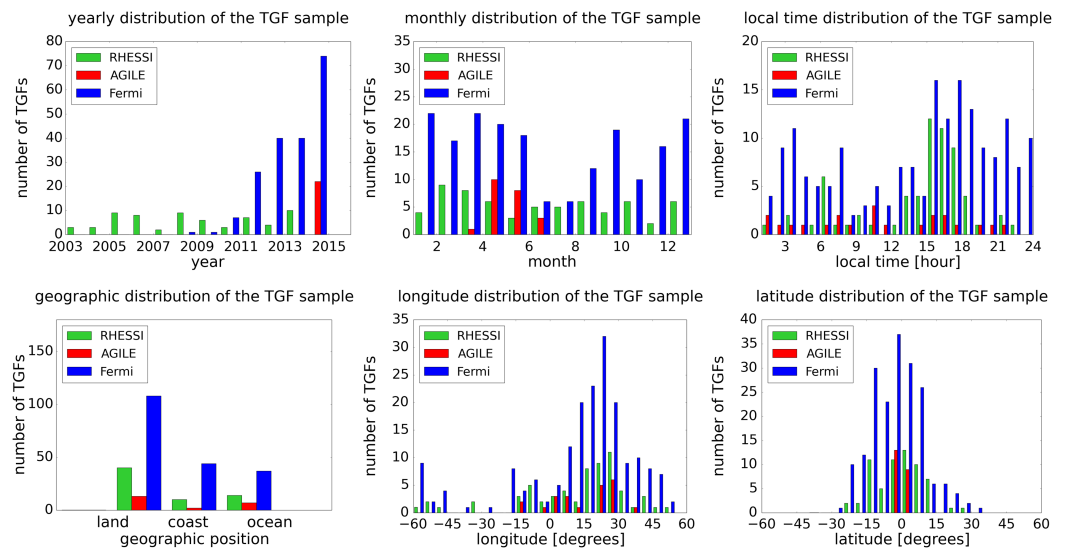 yearly distribution of the TGF sample
number of TGFs
80
70
60
50
40
30
20
10
0
RHESSI
AGILE
Fermi
2003 2005 2007 2009 2011 2013 2015
year
monthly distribution of the TGF sample
number of TGFs
35
30
25
20
15
10
5
0
RHESSI
AGILE
Fermi
2 4 6 8 10 12
month
local time distribution of the TGF sample
number of TGFs
20
15
10
5
0
RHESSI
AGILE
Fermi
3 6 9 12 15 18 21 24
local time [hour]
geographic distribution of the TGF sample
number of TGFs
150
100
50
0
RHESSI
AGILE
Fermi
land coast ocean
geographic position
longitude distribution of the TGF sample
number of TGFs
35
30
25
20
15
10
5
0
RHESSI
AGILE
Fermi
−60 −45 −30 −15 0 15 30 45 60
longitude [degrees]
latitude distribution of the TGF sample
number of TGFs
40
35
30
25
20
15
10
5
0
RHESSI
AGILE
Fermi
−60 −45 −30 −15 0 15 30 45 60
latitude [degrees]